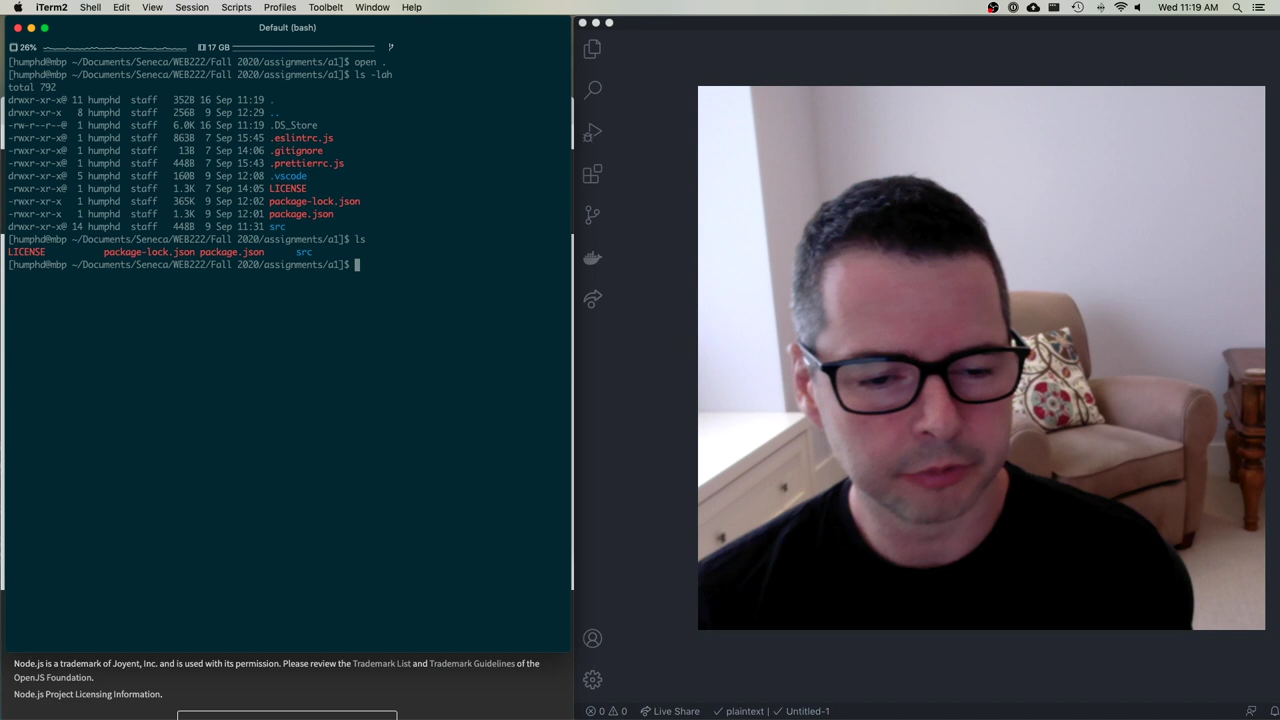 iTerm2 Shell Edit View Session Scripts Profiles Toolbelt Window Help
Wed 11:19 AM
Default (bash)
26% 17 GB
[humphd@mbp ~/Documents/Seneca/WEB222/Fall 2020/assignments/a1]$ open .
[humphd@mbp ~/Documents/Seneca/WEB222/Fall 2020/assignments/a1]$ ls -lah
total 792
drwxr-xr-x@ 11 humphd staff 352B 16 Sep 11:19 .
drwxr-xr-x 8 humphd staff 256B 9 Sep 12:29 ..
-rw-r--r--@ 1 humphd staff 6.0K 16 Sep 11:19 .DS_Store
-rwxr-xr-x@ 1 humphd staff 863B 7 Sep 15:45 .eslintrc.js
-rwxr-xr-x@ 1 humphd staff 13B 7 Sep 14:06 .gitignore
-rwxr-xr-x@ 1 humphd staff 448B 7 Sep 15:43 .prettierrc.js
drwxr-xr-x@ 5 humphd staff 160B 9 Sep 12:08 .vscode
-rwxr-xr-x@ 1 humphd staff 1.3K 7 Sep 14:05 LICENSE
-rwxr-xr-x 1 humphd staff 365K 9 Sep 12:02 package-lock.json
-rwxr-xr-x 1 humphd staff 1.3K 9 Sep 12:01 package.json
drwxr-xr-x@ 14 humphd staff 448B 9 Sep 11:31 src
[humphd@mbp ~/Documents/Seneca/WEB222/Fall 2020/assignments/a1]$ ls
LICENSE package-lock.json package.json src
[humphd@mbp ~/Documents/Seneca/WEB222/Fall 2020/assignments/a1]$
Node.js is a trademark of Joyent, Inc. and is used with its permission. Please review the Trademark List and Trademark Guidelines of the
OpenJS Foundation.
Node.js Project Licensing Information.
0 0 Live Share plaintext | Untitled-1